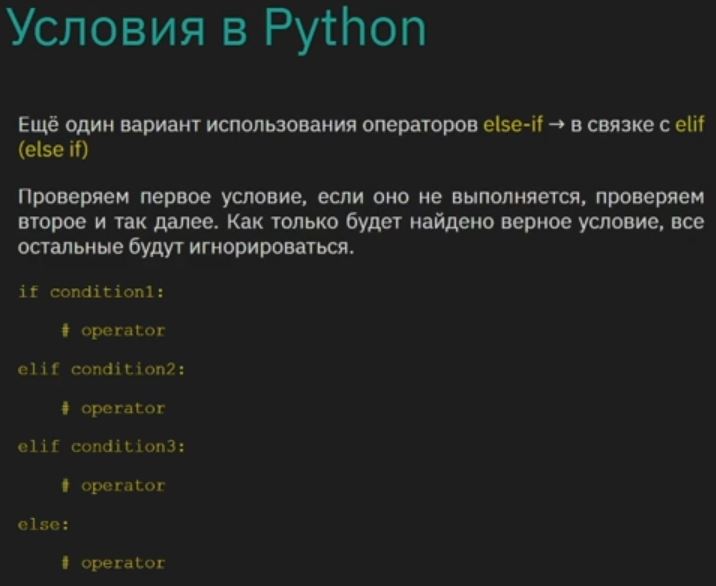 Условия в Python
Ещё один вариант использования операторов else-if → в связке с elif
(else if)
Проверяем первое условие, если оно не выполняется, проверяем
второе и так далее. Как только будет найдено верное условие, все
остальные будут игнорироваться.
if condition1:
# operator
elif condition2:
# operator
elif condition3:
# operator
else:
# operator